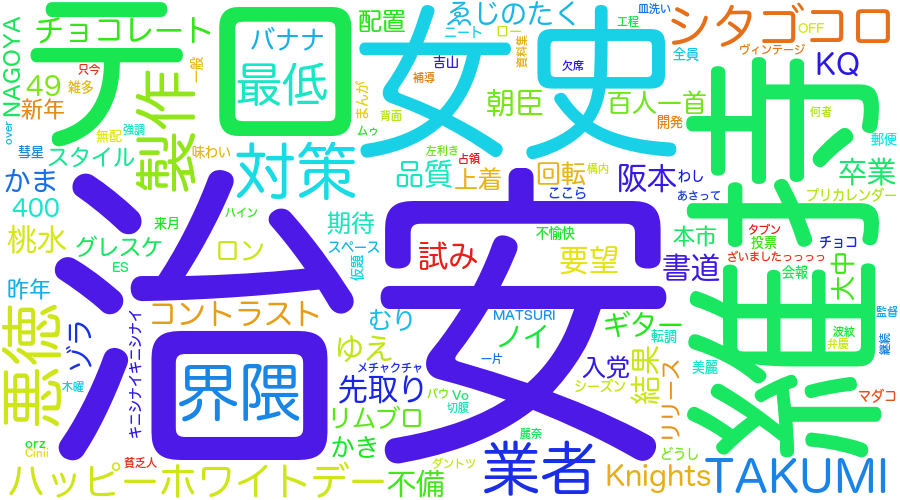 治安
維持
テロ
女史
界隈
対策
製作
悪徳
業者
最低
TAKUMI
シタゴコロ
ハッピーホワイトデー
チョコレート
配置
ゑじのたく
バナナ
ニート
ロー
工程
皿洗い
全員
ヴィンテージ
OFF
KQ
吉山
資料集
欠席
補導
まんが
背面
ムゥ
左利き
占領
朝臣
百人一首
開発
何者
郵便
NAGOYA
49
只今
一般
新年
雑多
over
無配
強調
彗星
スタイル
味わい
かま
400
桃水
グレスケ
ES
来月
ハイン
ロン
期待
スペース
仮題
品質
上着
回転
橋内
阪本
わし
ここら
あさって
卒業
プリカレンダー
試み
不愉快
要望
書道
本市
タブン
投票
チョコ
ざいましたっっっっ
会報
太中
昨年
ゾラ
キニシナイキニシナイ
コントラスト
むり
MATSURI
ノイ
ギター
転調
監督
波紋
弁慶
継続
ゆえ
一片
メチャクチャ
先取り
入党
結果
リリース
美麗
シーズン
マダコ
木曜
パウ
Vo
切腹
リムブロ
かき
麗奈
どうし
orz
Cinii
貧乏人
ダントツ
不備
Knights